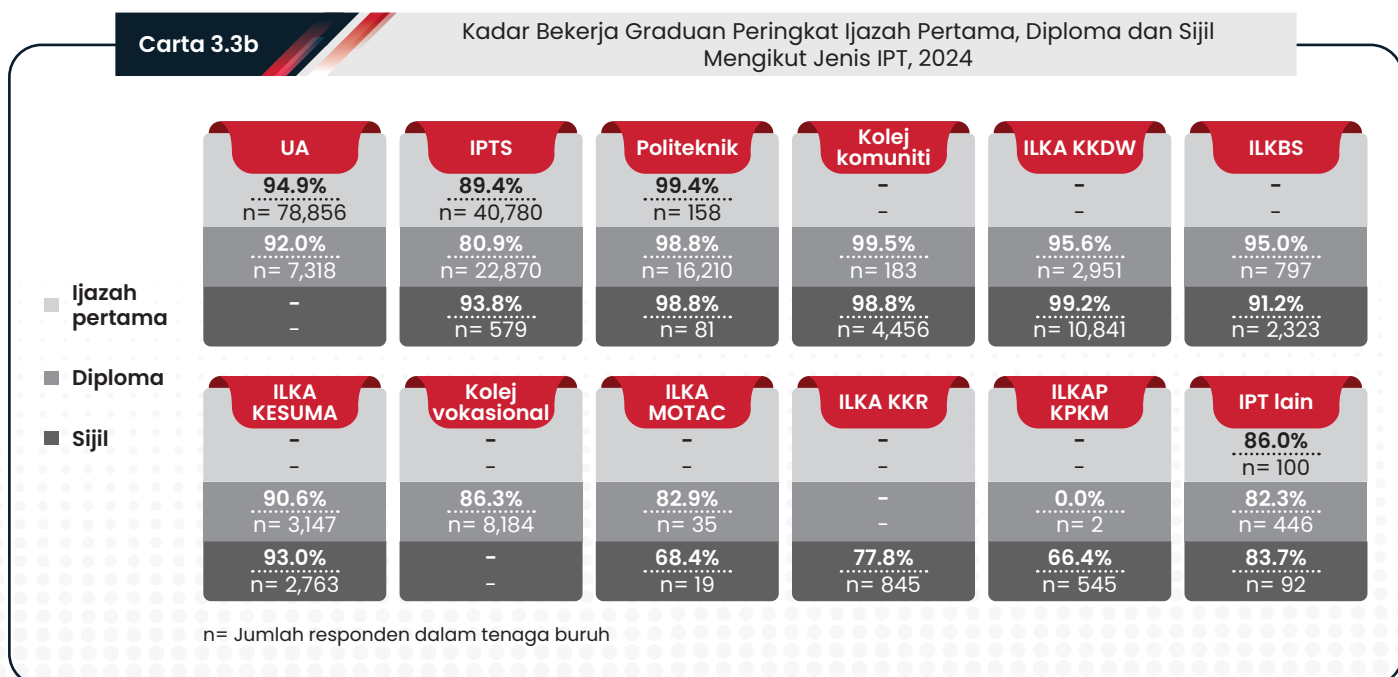 Carta 3.3b
Kadar Bekerja Graduan Peringkat Ijazah Pertama, Diploma dan Sijil
Mengikut Jenis IPT, 2024
Ijazah
pertama
Diploma
Sijil
UA
94.9%
n= 78,856
92.0%
n= 7,318
-
-
IPTS
89.4%
n= 40,780
80.9%
n= 22,870
93.8%
n= 579
Politeknik
99.4%
n= 158
98.8%
n= 16,210
98.8%
n= 81
Kolej
komuniti
-
-
99.5%
n= 183
98.8%
n= 4,456
ILKA KKDW
-
-
95.6%
n= 2,951
99.2%
n= 10,841
ILKBS
-
-
95.0%
n= 797
91.2%
n= 2,323
ILKA
KESUMA
-
-
90.6%
n= 3,147
93.0%
n= 2,763
Kolej
vokasional
-
-
86.3%
n= 8,184
-
-
ILKA
MOTAC
-
-
82.9%
n= 35
68.4%
n= 19
ILKA KKR
-
-
-
-
77.8%
n= 845
ILKAP
KPKM
-
-
0.0%
n= 2
66.4%
n= 545
IPT lain
86.0%
n= 100
82.3%
n= 446
83.7%
n= 92
n= Jumlah responden dalam tenaga buruh